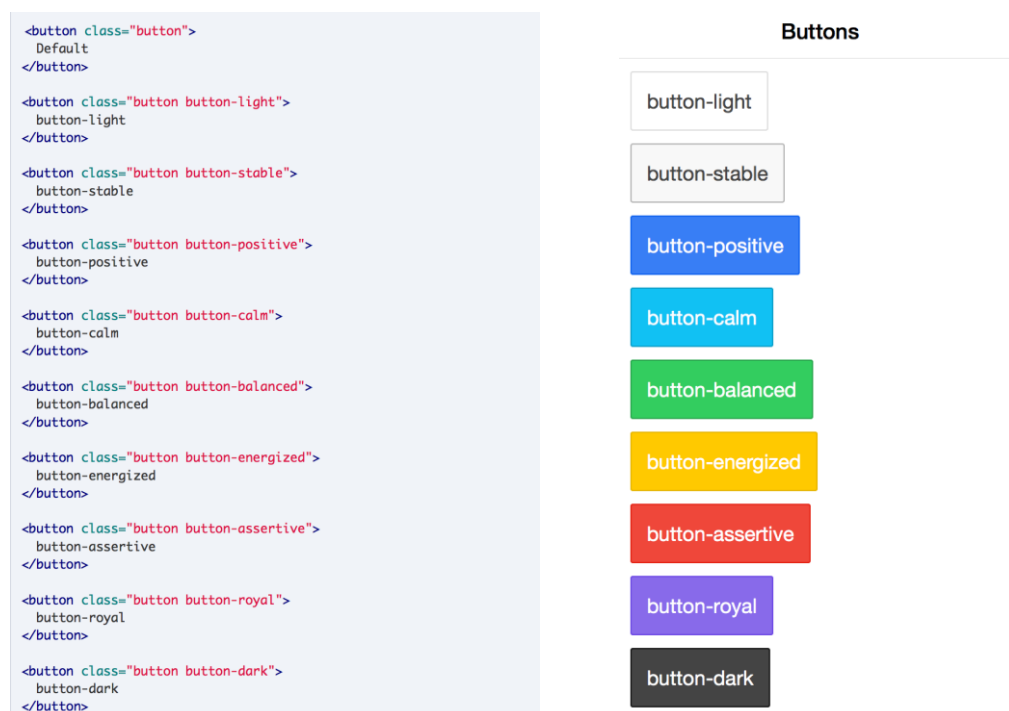 <button class="button">
  Default
</button>

<button class="button button-light">
  button-light
</button>

<button class="button button-stable">
  button-stable
</button>

<button class="button button-positive">
  button-positive
</button>

<button class="button button-calm">
  button-calm
</button>

<button class="button button-balanced">
  button-balanced
</button>

<button class="button button-energized">
  button-energized
</button>

<button class="button button-assertive">
  button-assertive
</button>

<button class="button button-royal">
  button-royal
</button>

<button class="button button-dark">
  button-dark
</button>

Buttons
button-light
button-stable
button-positive
button-calm
button-balanced
button-energized
button-assertive
button-royal
button-dark